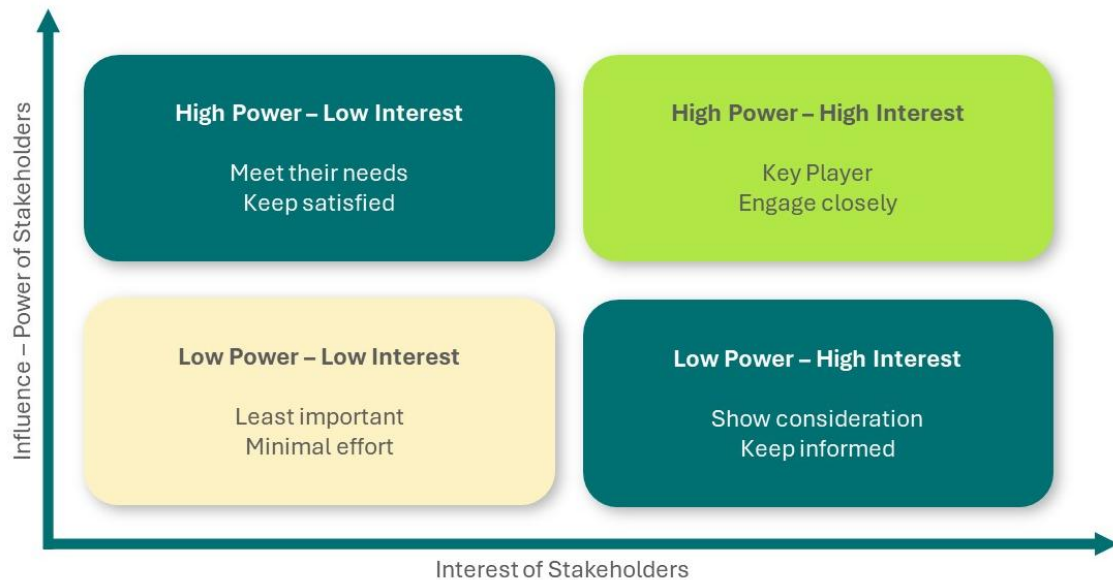 Influence – Power of Stakeholders
High Power – Low Interest
Meet their needs
Keep satisfied
High Power – High Interest
Key Player
Engage closely
Low Power – Low Interest
Least important
Minimal effort
Low Power – High Interest
Show consideration
Keep informed
Interest of Stakeholders